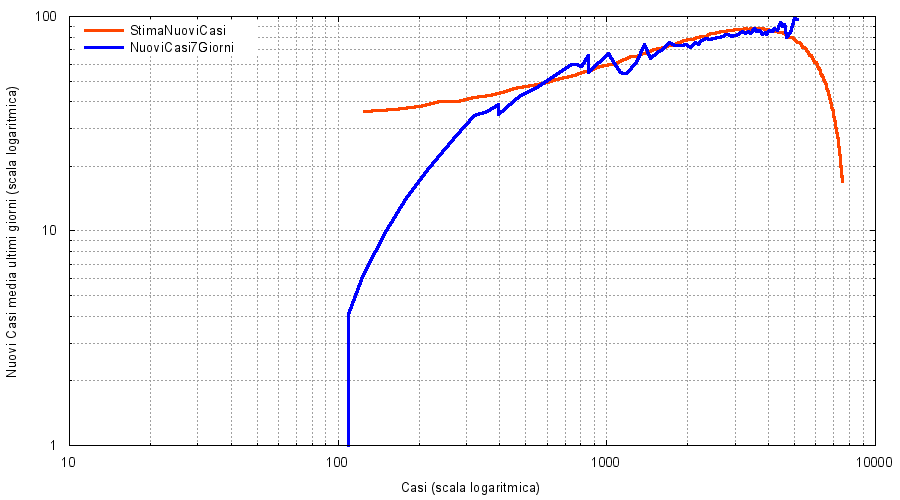 100
StimaNuoviCasi
NuoviCasi7Giorni
Nuovi Casi media ultimi giorni (scala logaritmica)
10
1
10
100
1000
10000
Casi (scala logaritmica)